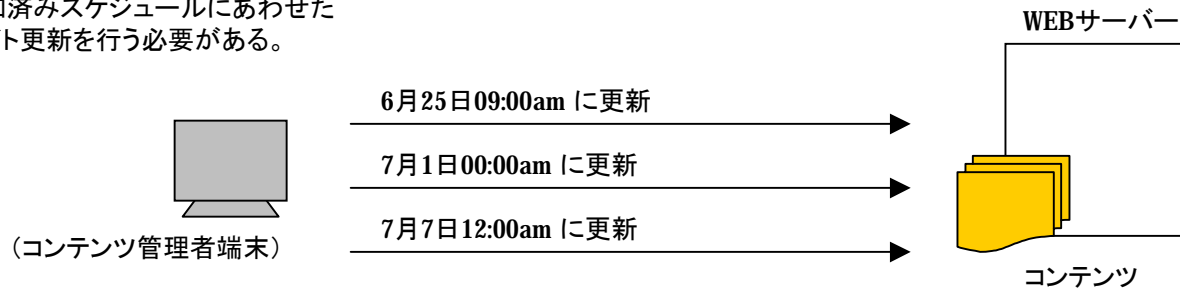 済みスケジュールにあわせた
ト更新を行う必要がある。
WEBサーバー
6月25日09:00am に更新
7月1日00:00am に更新
7月7日12:00am に更新
(コンテンツ管理者端末)
コンテンツ